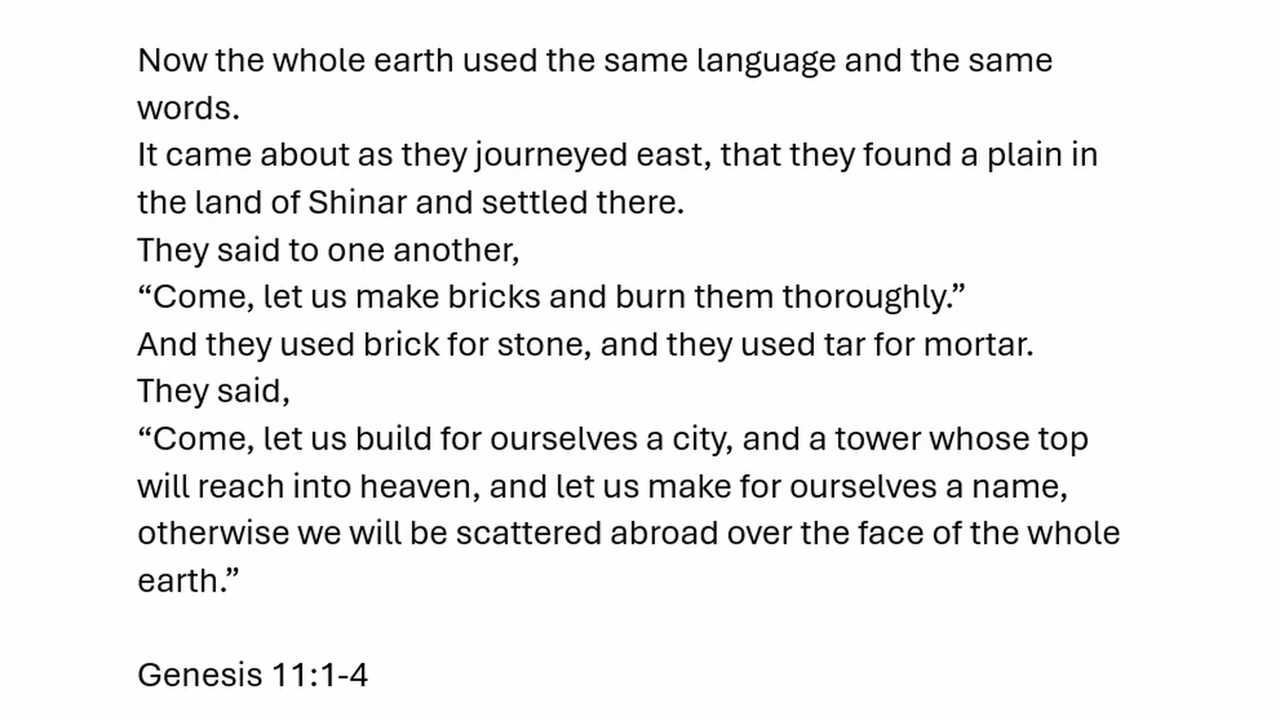 Now the whole earth used the same language and the same
words.
It came about as they journeyed east, that they found a plain in
the land of Shinar and settled there.
They said to one another,
“Come, let us make bricks and burn them thoroughly.”
And they used brick for stone, and they used tar for mortar.
They said,
“Come, let us build for ourselves a city, and a tower whose top
will reach into heaven, and let us make for ourselves a name,
otherwise we will be scattered abroad over the face of the whole
earth.”
Genesis 11:1-4